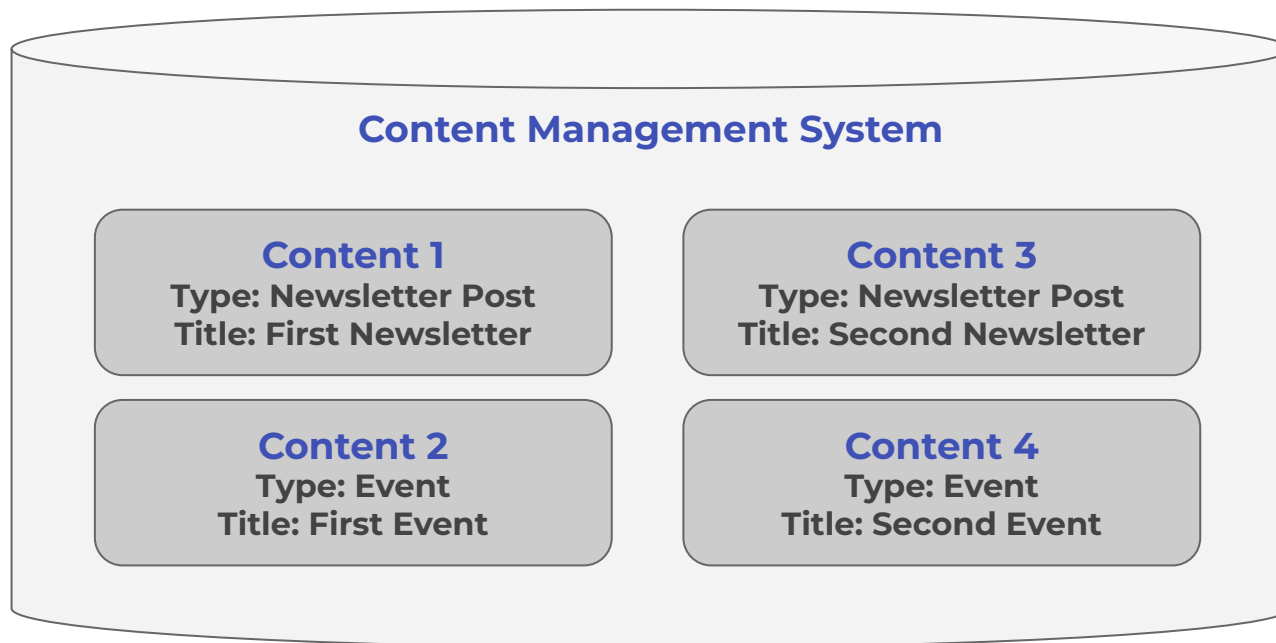 Content Management System
Content 1
Type: Newsletter Post
Title: First Newsletter
Content 2
Type: Event
Title: First Event
Content 3
Type: Newsletter Post
Title: Second Newsletter
Content 4
Type: Event
Title: Second Event